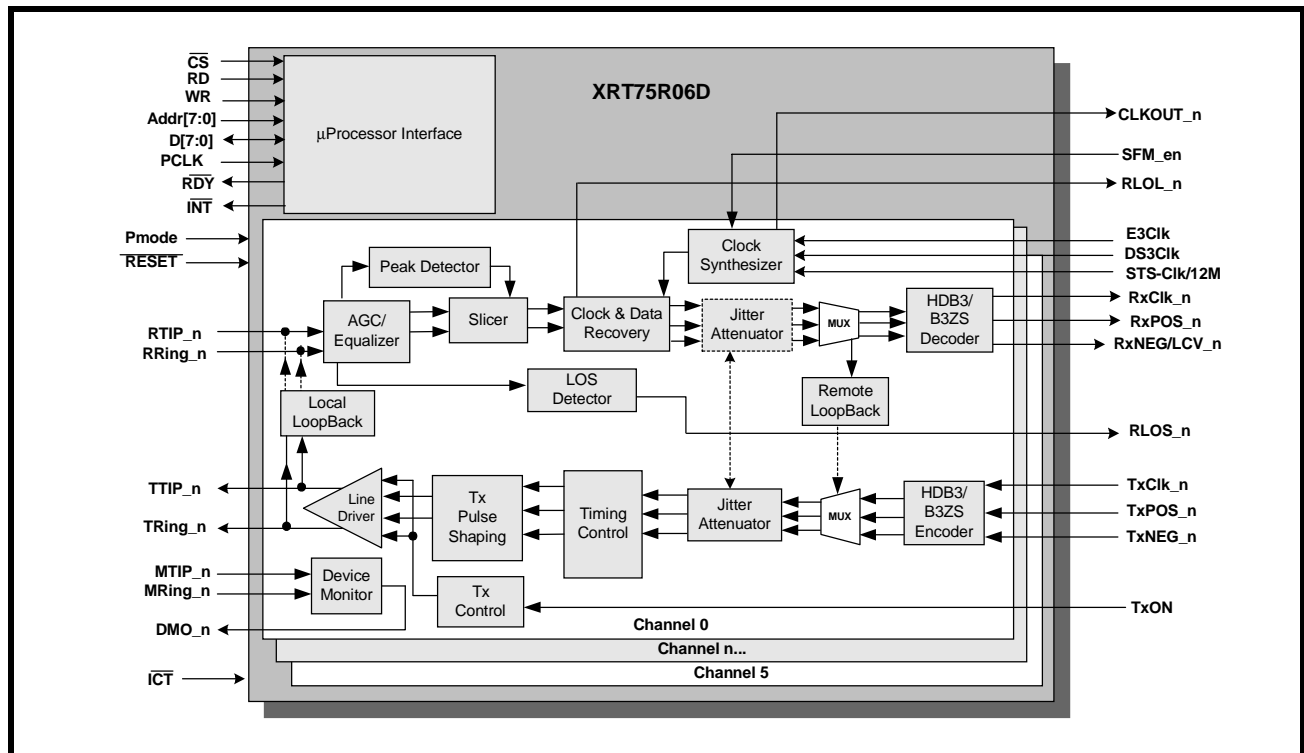 XRT75R06D
CS
RD
WR
Addr[7:0]
D[7:0]
PCLK
RDY
INT
Pmode
RESET
µProcessor Interface
CLKOUT_n
SFM_en
RLOL_n
E3Clk
DS3Clk
STS-Clk/12M
Clock
Synthesizer
Peak Detector
RTIP_n
RRing_n
AGC/
Equalizer
Slicer
Clock & Data
Recovery
Jitter
Attenuator
MUX
HDB3/
B3ZS
Decoder
RxClk_n
RxPOS_n
RxNEG/LCV_n
Local
LoopBack
LOS
Detector
Remote
LoopBack
RLOS_n
TTIP_n
TRing_n
Line
Driver
Tx
Pulse
Shaping
Timing
Control
Jitter
Attenuator
MUX
HDB3/
B3ZS
Encoder
TxClk_n
TxPOS_n
TxNEG_n
MTIP_n
MRing_n
DMO_n
Device
Monitor
Tx
Control
TxON
Channel 0
Channel n...
Channel 5
ICT